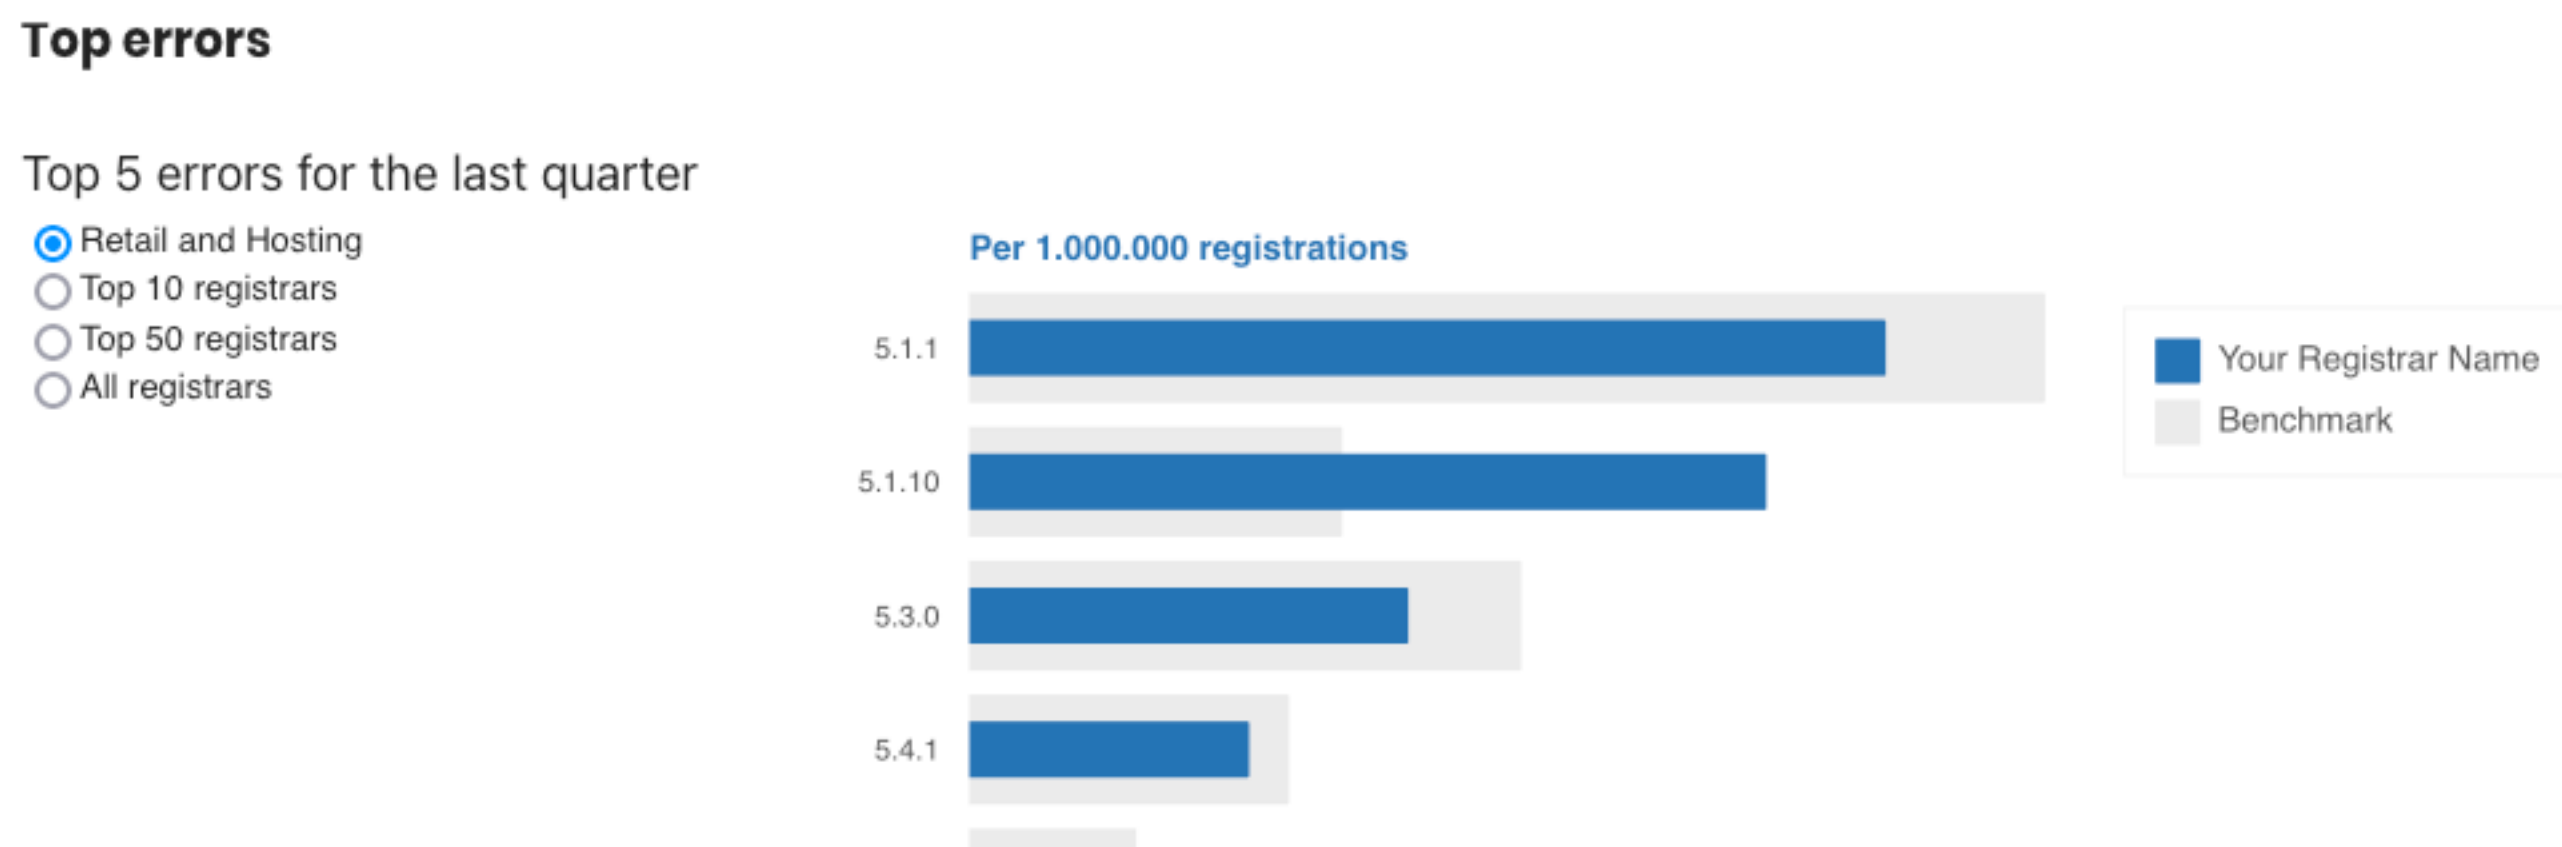 Top errors
Top 5 errors for the last quarter
Retail and Hosting
Top 10 registrars
Top 50 registrars
All registrars
Per 1.000.000 registrations
5.1.1
5.1.10
5.3.0
5.4.1
Your Registrar Name
Benchmark